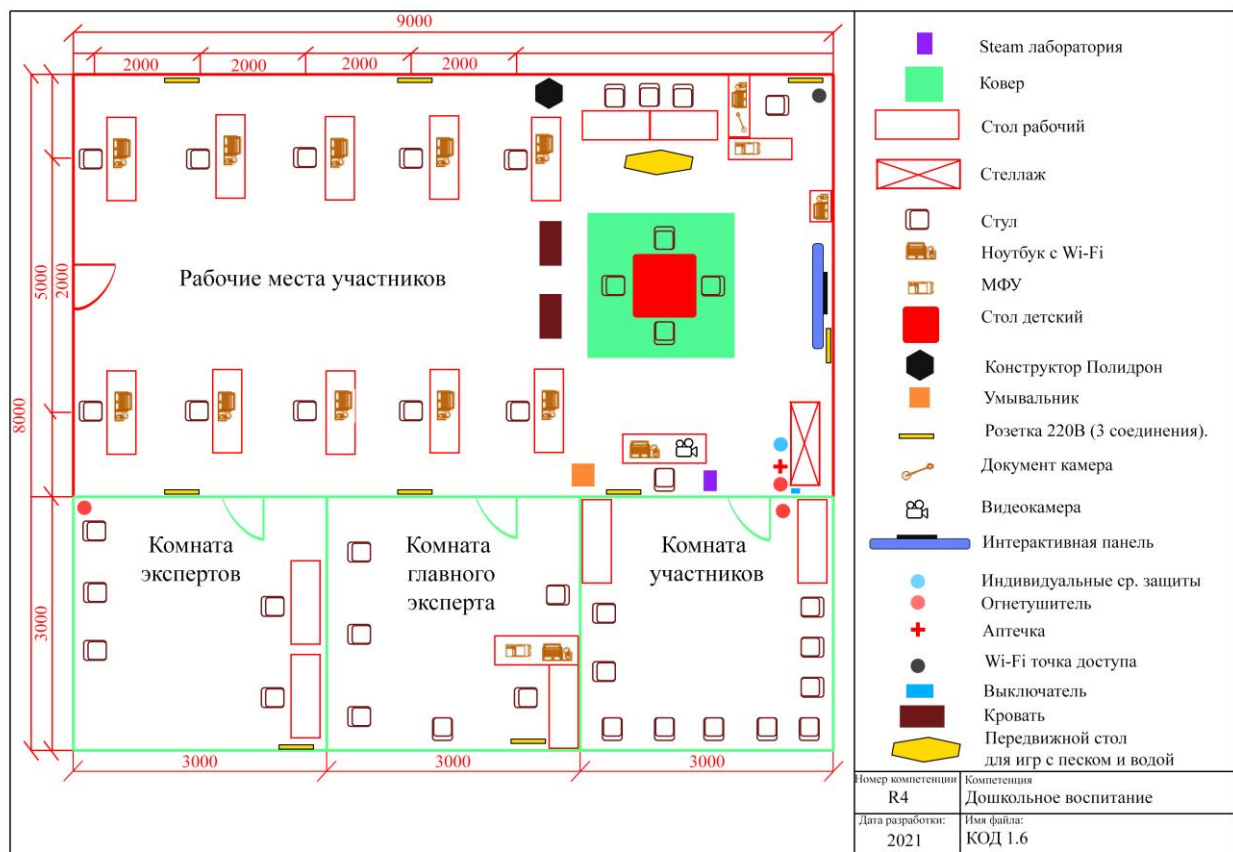 9000
2000
2000
2000
2000
8000
5000
2000
3000
Рабочие места участников
Комната
экспертов
Комната
главного
эксперта
Комната
участников
3000
3000
3000
Steam лаборатория
Ковер
Стол рабочий
Стеллаж
Стул
Ноутбук с Wi-Fi
МФУ
Стол детский
Конструктор Полидрон
Умывальник
Розетка 220В (3 соединения).
Документ камера
Видеокамера
Интерактивная панель
Индивидуальные ср. защиты
Огнетушитель
Аптечка
Wi-Fi точка доступа
Выключатель
Кровать
Передвижной стол
для игр с песком и водой
Номер компетенции
R4
Компетенция
Дошкольное воспитание
Дата разработки:
2021
Имя файла:
КОД 1.6